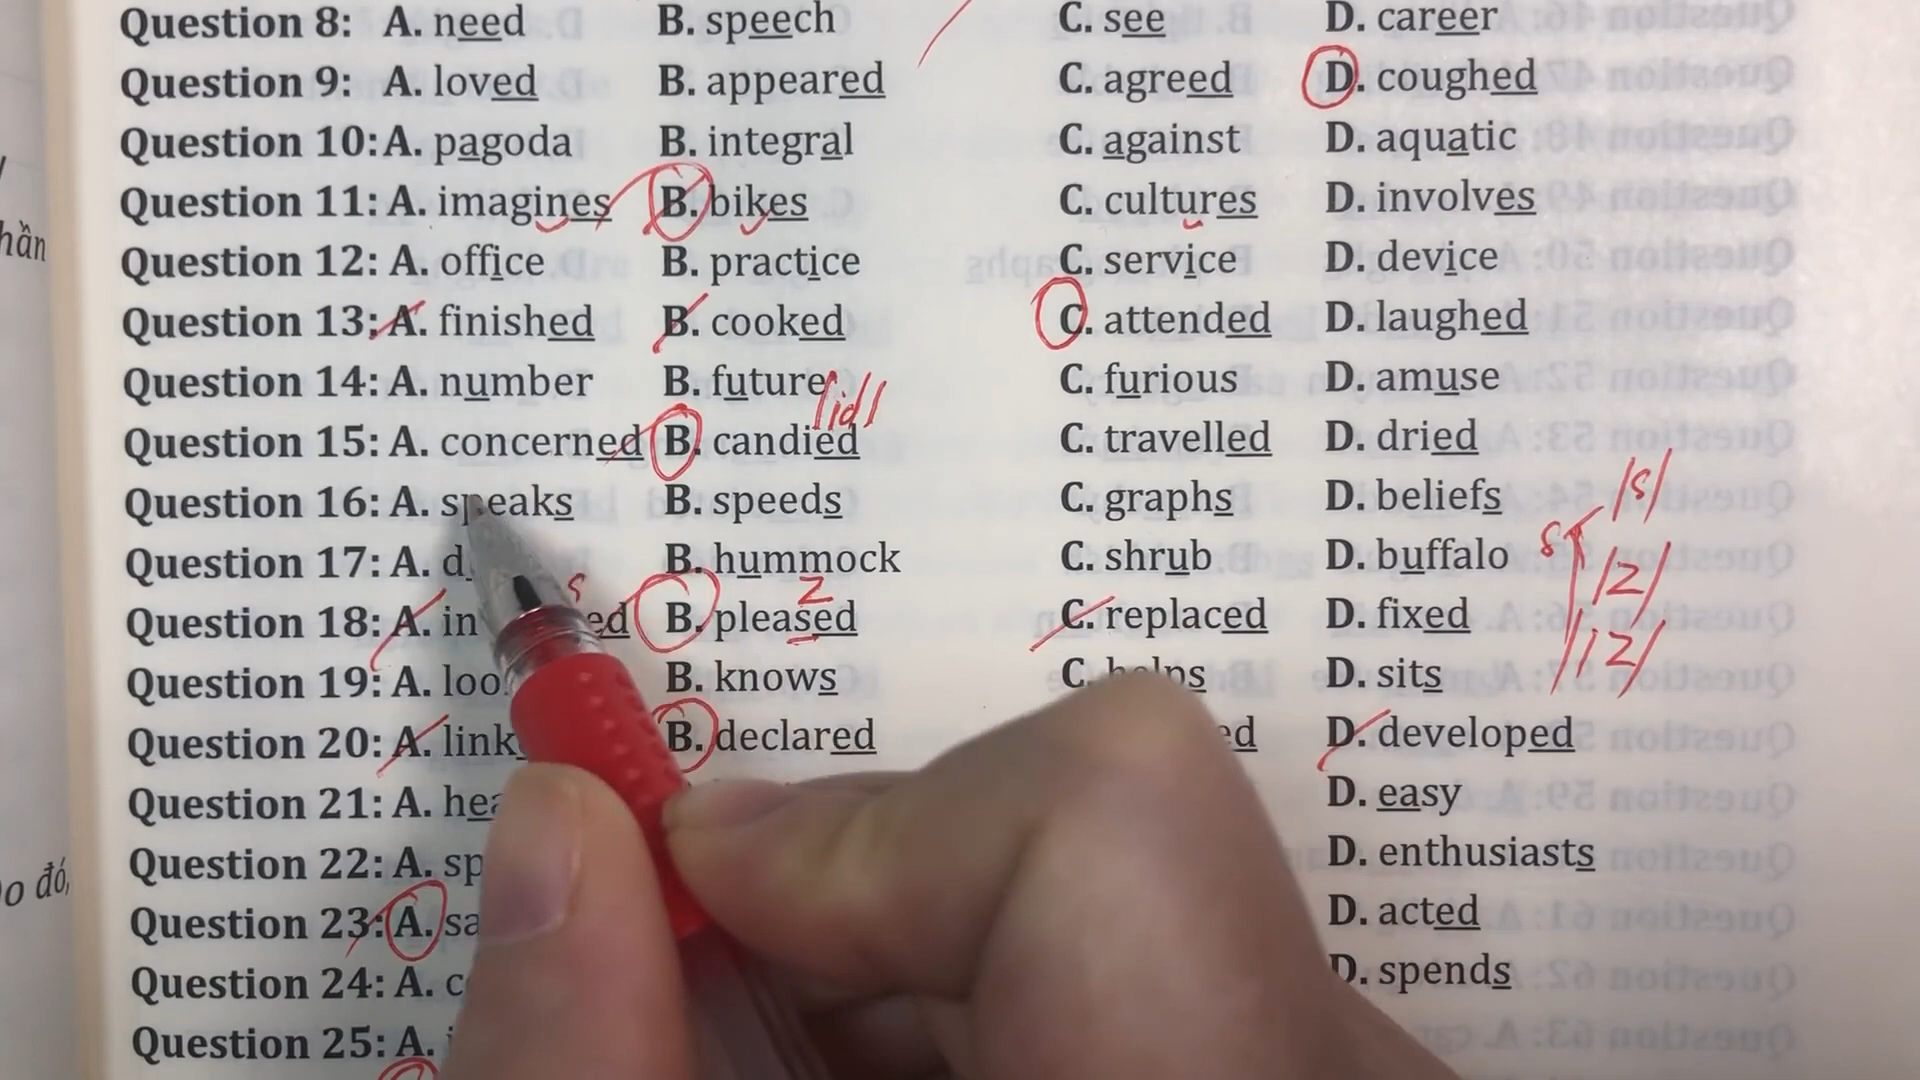 Question 8: A. need B. speech C. see D. career
Question 9: A. loved B. appeared C. agreed D. coughed
Question 10: A. pagoda B. integral C. against D. aquatic
Question 11: A. imagines B. bikes C. cultures D. involves
hần
Question 12: A. office B. practice C. service D. device
Question 13: A. finished B. cooked C. attended D. laughed
Question 14: A. number B. future C. furious D. amuse
/id/
Question 15: A. concerned B. candied C. travelled D. dried
Question 16: A. speaks B. speeds C. graphs D. beliefs
/s/
Question 17: A. B. hummock C. shrub D. buffalo
s /z/
s z
Question 18: A. B. pleased C. replaced D. fixed
/iz/
Question 19: A. B. knows C. helps D. sits
Question 20: A. B. declared D. developed
Question 21: A. D. easy
Question 22: A. D. enthusiasts
đó,
Question 23: A. D. acted
Question 24: A. D. spends
Question 25: A.